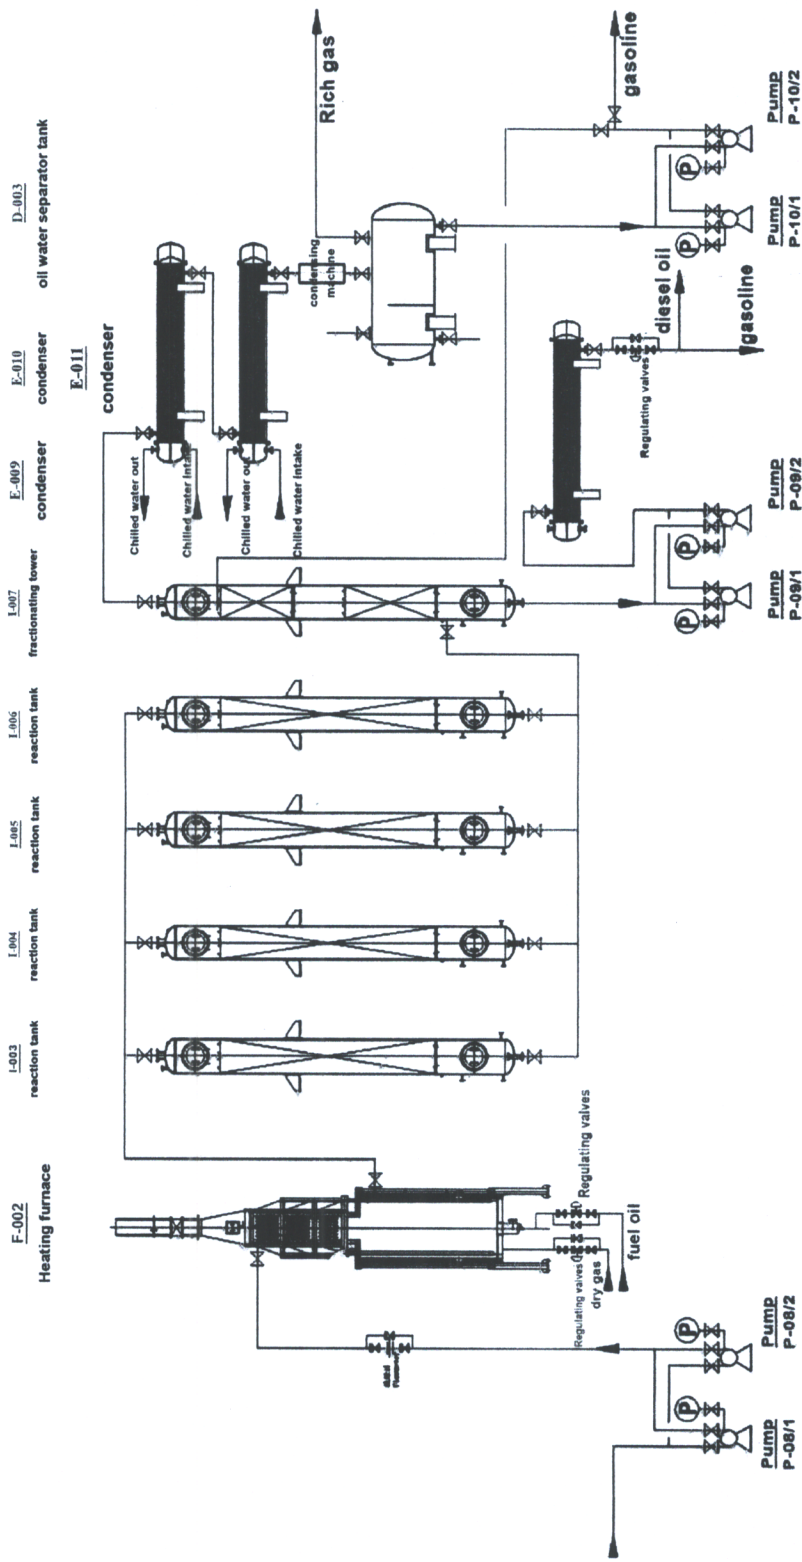 F-002
Heating furnace
I-003
reaction tank
I-004
reaction tank
I-005
reaction tank
I-006
reaction tank
I-007
fractionating tower
E-009
condenser
E-010
condenser
E-011
condenser
D-003
oil water separator tank
Chilled water out
Chilled water intake
Chilled water out
Chilled water intake
condensing
machine
Rich gas
gasoline
diesel oil
gasoline
Regulating valves
Regulating valves
Regulating valves
dry gas
fuel oil
P
P
P
P
P
P
Pump
P-08/1
Pump
P-08/2
Pump
P-09/1
Pump
P-09/2
Pump
P-10/1
Pump
P-10/2